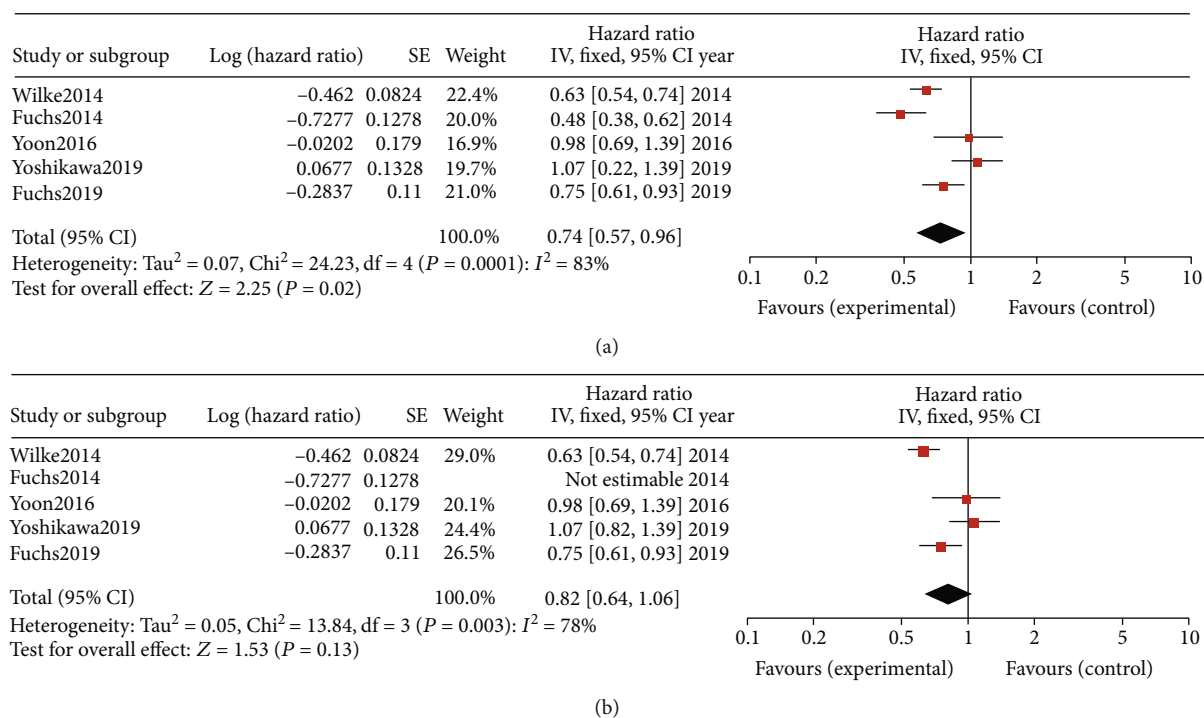 Hazard ratio Hazard ratio
Study or subgroup Log (hazard ratio) SE Weight IV, fixed, 95% CI year IV, fixed, 95% CI
Wilke2014 –0.462 0.0824 22.4% 0.63 [0.54, 0.74] 2014
Fuchs2014 –0.7277 0.1278 20.0% 0.48 [0.38, 0.62] 2014
Yoon2016 –0.0202 0.179 16.9% 0.98 [0.69, 1.39] 2016
Yoshikawa2019 0.0677 0.1328 19.7% 1.07 [0.22, 1.39] 2019
Fuchs2019 –0.2837 0.11 21.0% 0.75 [0.61, 0.93] 2019
Total (95% CI) 100.0% 0.74 [0.57, 0.96]
Heterogeneity: Tau² = 0.07, Chi² = 24.23, df = 4 (P = 0.0001): I² = 83%
Test for overall effect: Z = 2.25 (P = 0.02)
0.1 0.2 0.5 1 2 5 10
Favours (experimental) Favours (control)
(a)
Hazard ratio Hazard ratio
Study or subgroup Log (hazard ratio) SE Weight IV, fixed, 95% CI year IV, fixed, 95% CI
Wilke2014 –0.462 0.0824 29.0% 0.63 [0.54, 0.74] 2014
Fuchs2014 –0.7277 0.1278 Not estimable 2014
Yoon2016 –0.0202 0.179 20.1% 0.98 [0.69, 1.39] 2016
Yoshikawa2019 0.0677 0.1328 24.4% 1.07 [0.82, 1.39] 2019
Fuchs2019 –0.2837 0.11 26.5% 0.75 [0.61, 0.93] 2019
Total (95% CI) 100.0% 0.82 [0.64, 1.06]
Heterogeneity: Tau² = 0.05, Chi² = 13.84, df = 3 (P = 0.003): I² = 78%
Test for overall effect: Z = 1.53 (P = 0.13)
0.1 0.2 0.5 1 2 5 10
Favours (experimental) Favours (control)
(b)